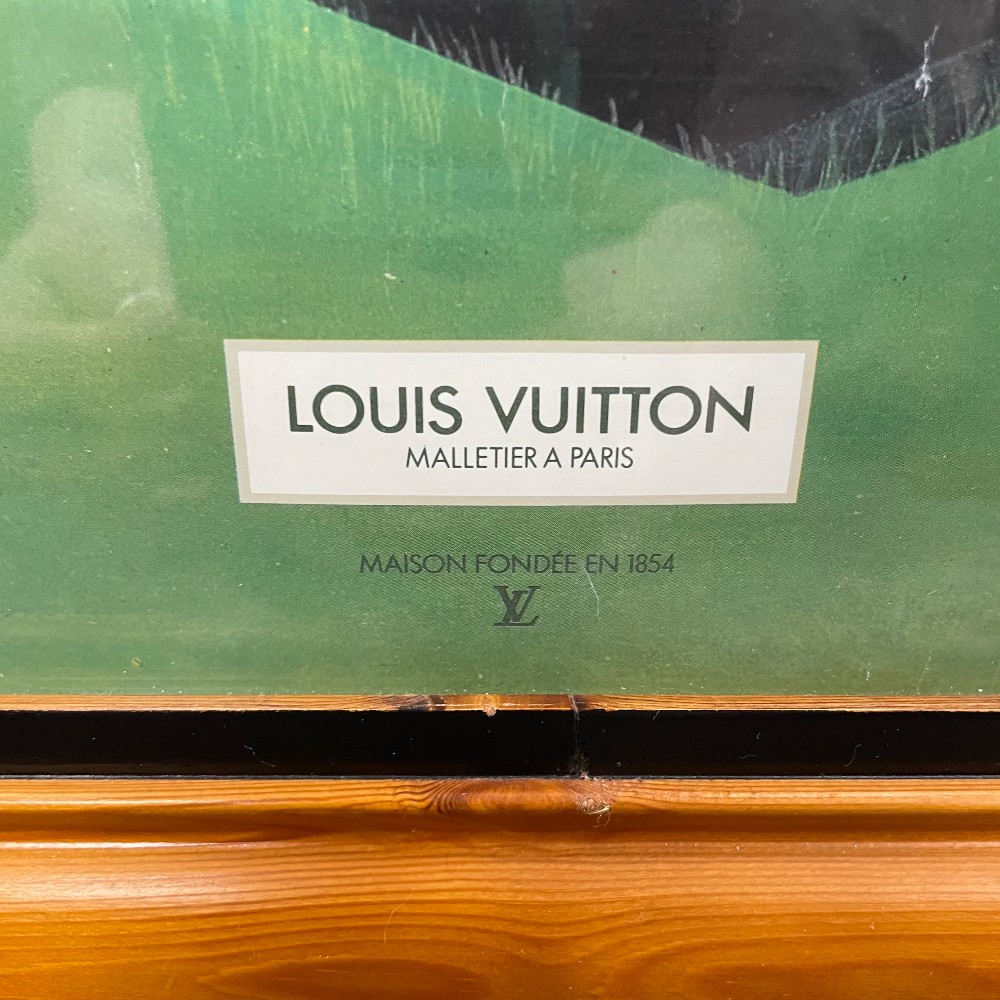 LOUIS VUITTON
MALLETIER A PARIS
MAISON FONDÉE EN 1854
LV